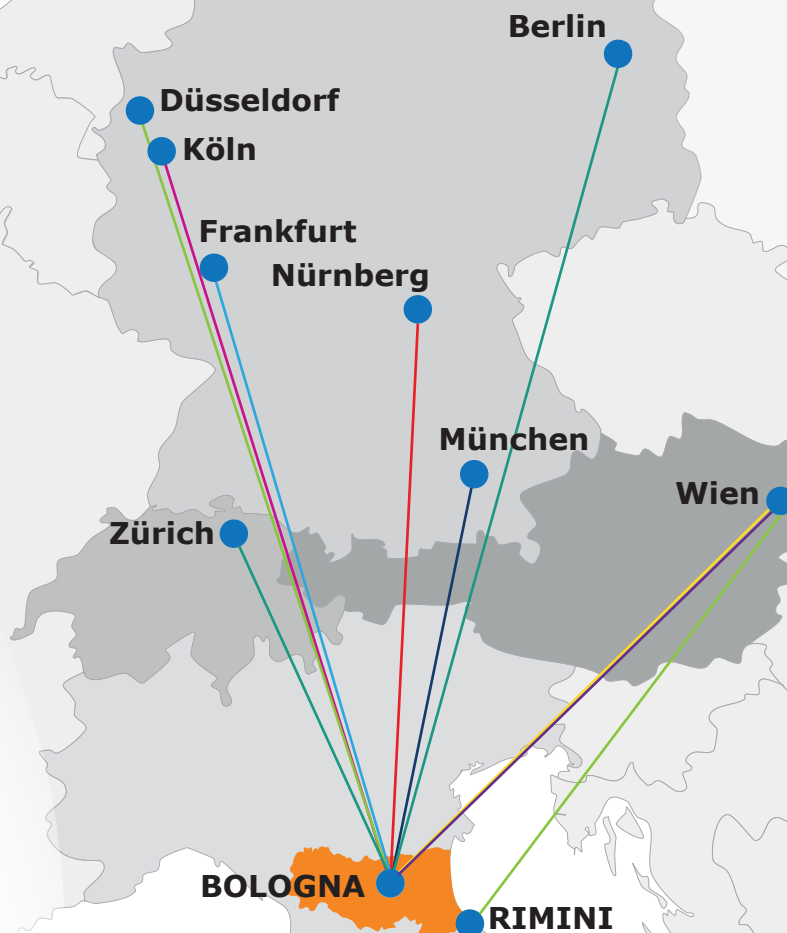 Berlin
Düsseldorf
Köln
Frankfurt
Nürnberg
München
Wien
Zürich
BOLOGNA
RIMINI